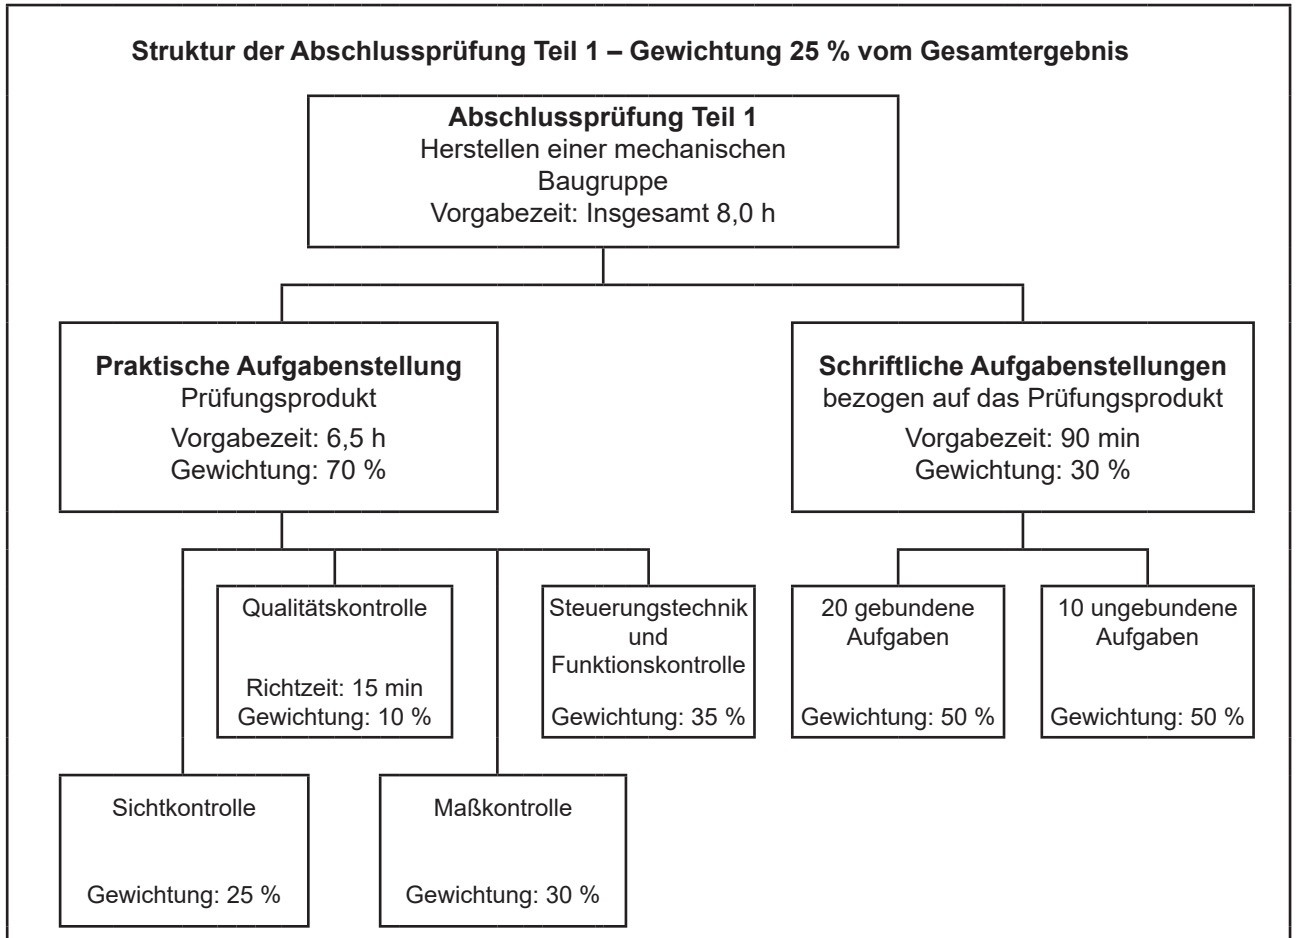 Struktur der Abschlussprüfung Teil 1 – Gewichtung 25 % vom Gesamtergebnis
Abschlussprüfung Teil 1
Herstellen einer mechanischen
Baugruppe
Vorgabezeit: Insgesamt 8,0 h
Praktische Aufgabenstellung
Prüfungsprodukt
Vorgabezeit: 6,5 h
Gewichtung: 70 %
Schriftliche Aufgabenstellungen
bezogen auf das Prüfungsprodukt
Vorgabezeit: 90 min
Gewichtung: 30 %
Qualitätskontrolle
Richtzeit: 15 min
Gewichtung: 10 %
Steuerungstechnik
und
Funktionskontrolle
Gewichtung: 35 %
20 gebundene
Aufgaben
Gewichtung: 50 %
10 ungebundene
Aufgaben
Gewichtung: 50 %
Sichtkontrolle
Gewichtung: 25 %
Maßkontrolle
Gewichtung: 30 %